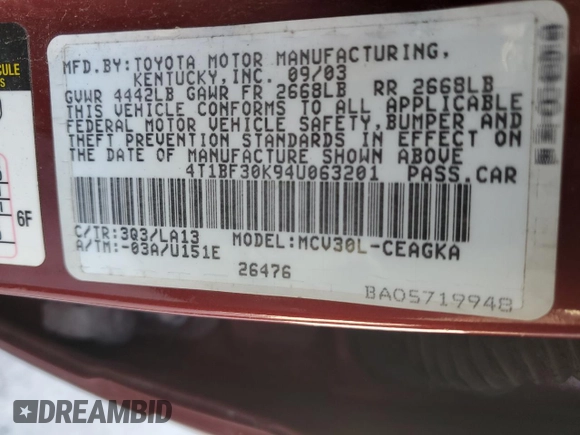 MFD.BY:TOYOTA MOTOR MANUFACTURING,
KENTUCKY,INC. 09/03
GVWR 4442LB GAWR FR 2668LB RR 2668LB
THIS VEHICLE CONFORMS TO ALL APPLICABLE
FEDERAL MOTOR VEHICLE SAFETY,BUMPER AND
THEFT PREVENTION STANDARDS IN EFFECT ON
THE DATE OF MANUFACTURE SHOWN ABOVE
4T1BF30K94U063201 PASS.CAR
C/TR:3Q3/LA13 MODEL:MCV30L-CEAGKA
A/TM:-03A/U151E
26476
BA05719948
6F
DREAMBID